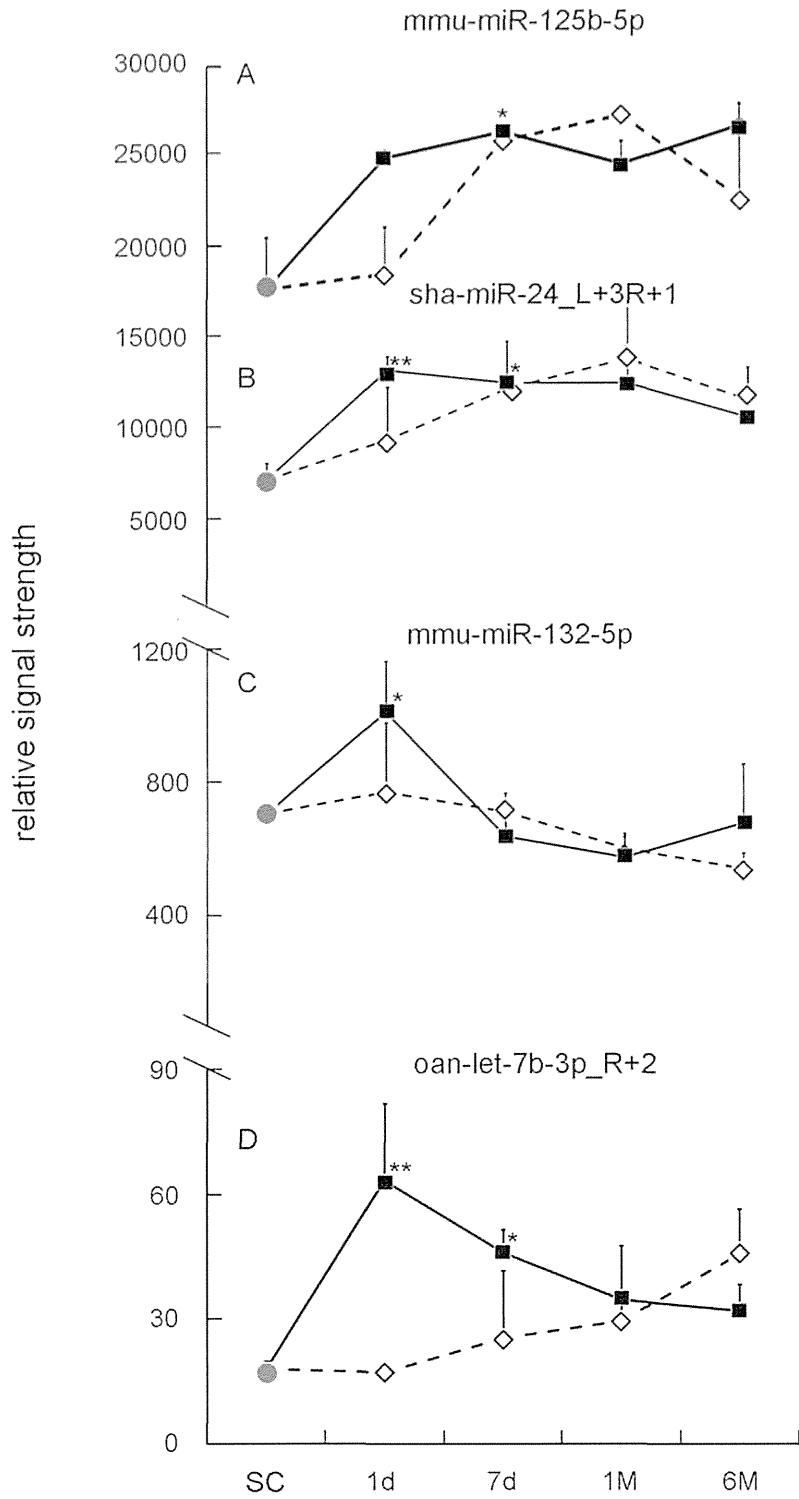 mmu-miR-125b-5p
30000
A
*
25000
20000
sha-miR-24_L+3R+1
15000
B
**
*
10000
5000
relative signal strength
mmu-miR-132-5p
1200
C
*
800
400
oan-let-7b-3p_R+2
90
D
**
60
*
30
0
SC 1d 7d 1M 6M